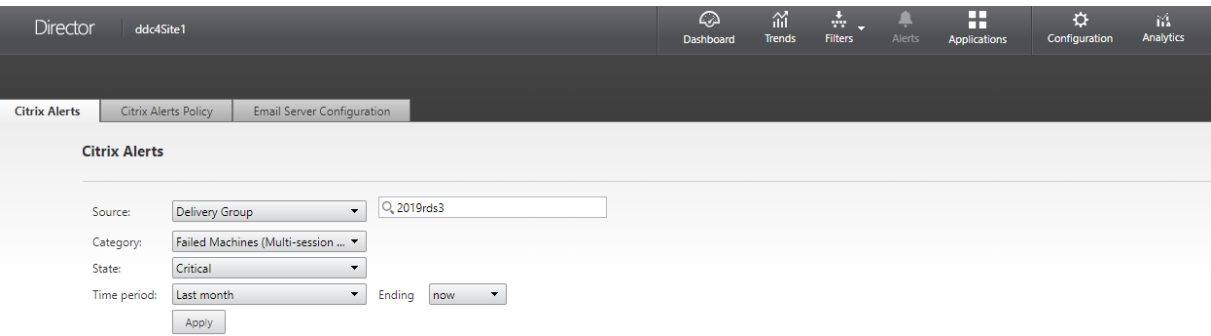 Director ddc4Site1 Dashboard Trends Filters Alerts Applications Configuration Analytics
Citrix Alerts Citrix Alerts Policy Email Server Configuration
Citrix Alerts
Source: Delivery Group 2019rds3
Category: Failed Machines (Multi-session ...
State: Critical
Time period: Last month Ending now
Apply